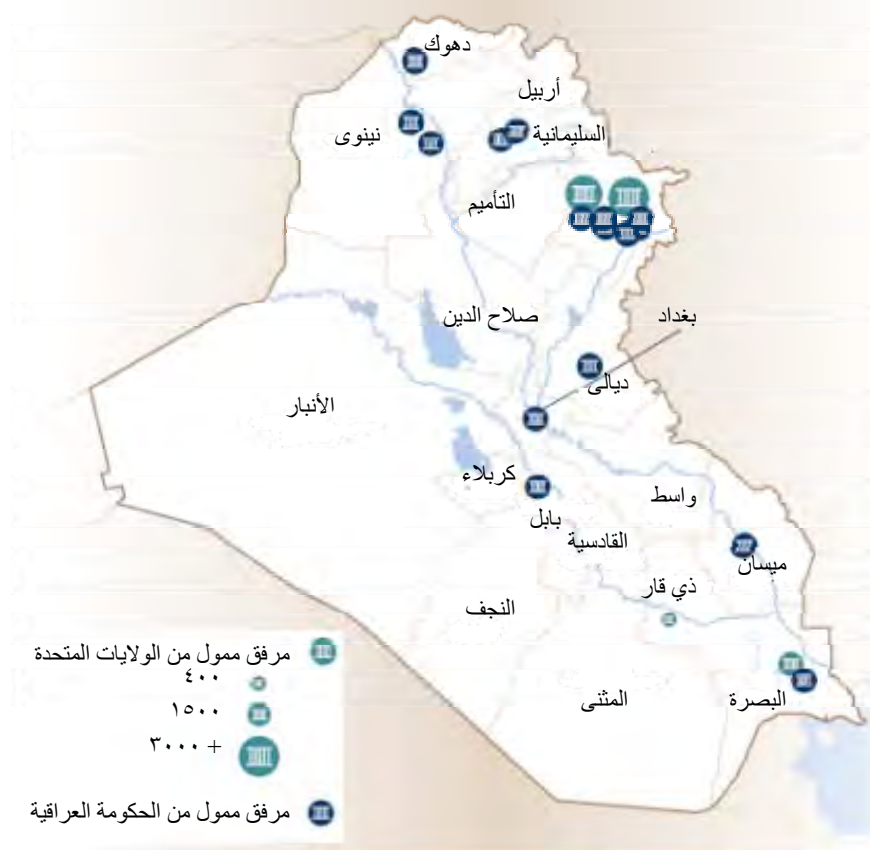 دهوك
أربيل
السليمانية
نينوى
التأميم
صلاح الدين
بغداد
ديالى
الأنبار
كربلاء
واسط
بابل
القادسية
ميسان
ذي قار
النجف
المثنى
البصرة
مرفق ممول من الولايات المتحدة
٤٠٠
١٥٠٠
٣٠٠٠ +
مرفق ممول من الحكومة العراقية